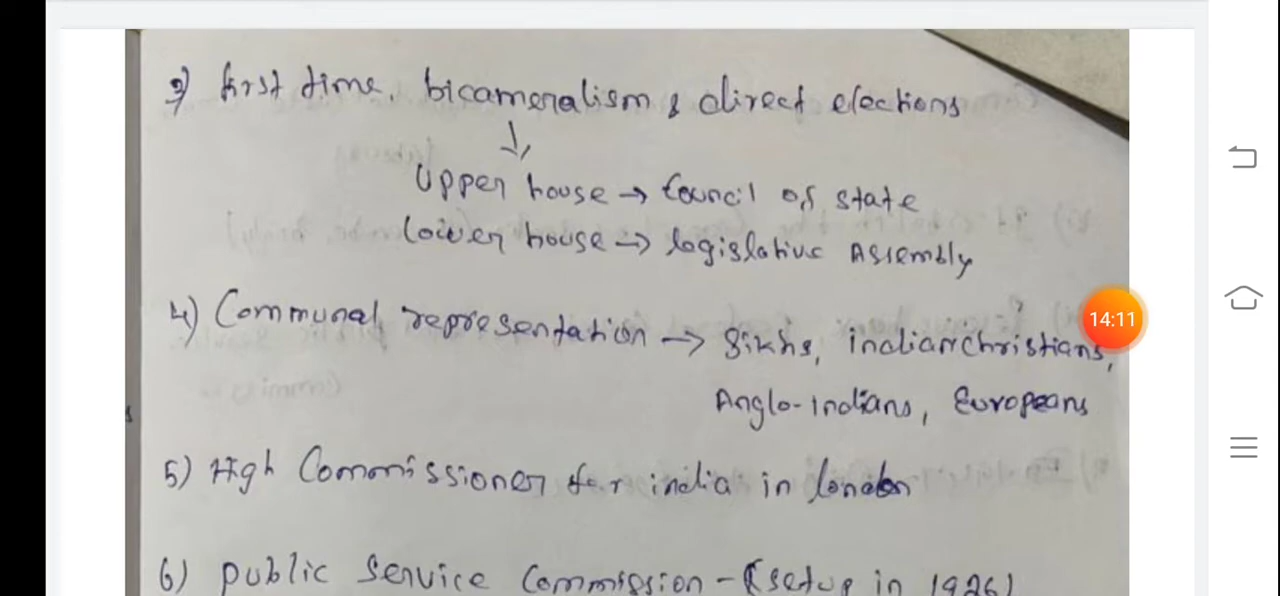 3) first time, bicameralism & direct elections
Upper house → Council of state
Lower house → legislative Assembly
4) Communal representation → Sikhs, indian christians,
Anglo-Indians, Europeans
14:11
5) High Commissioner for india in london
6) public Service Commission - (setup in 1926)